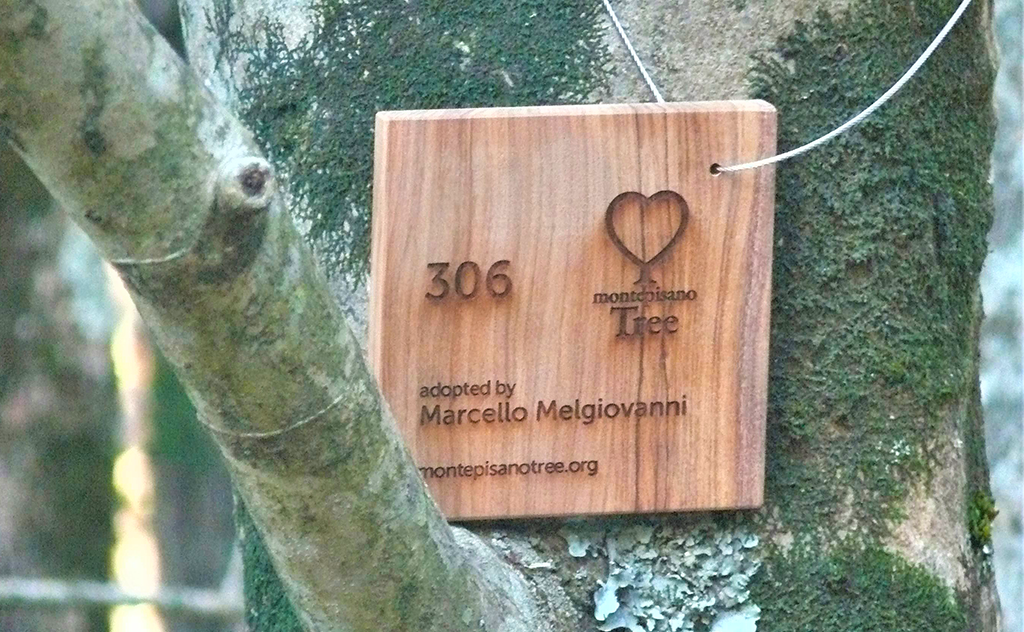 306
montepisano
Tree
adopted by
Marcello Melgiovanni
montepisanotree.org